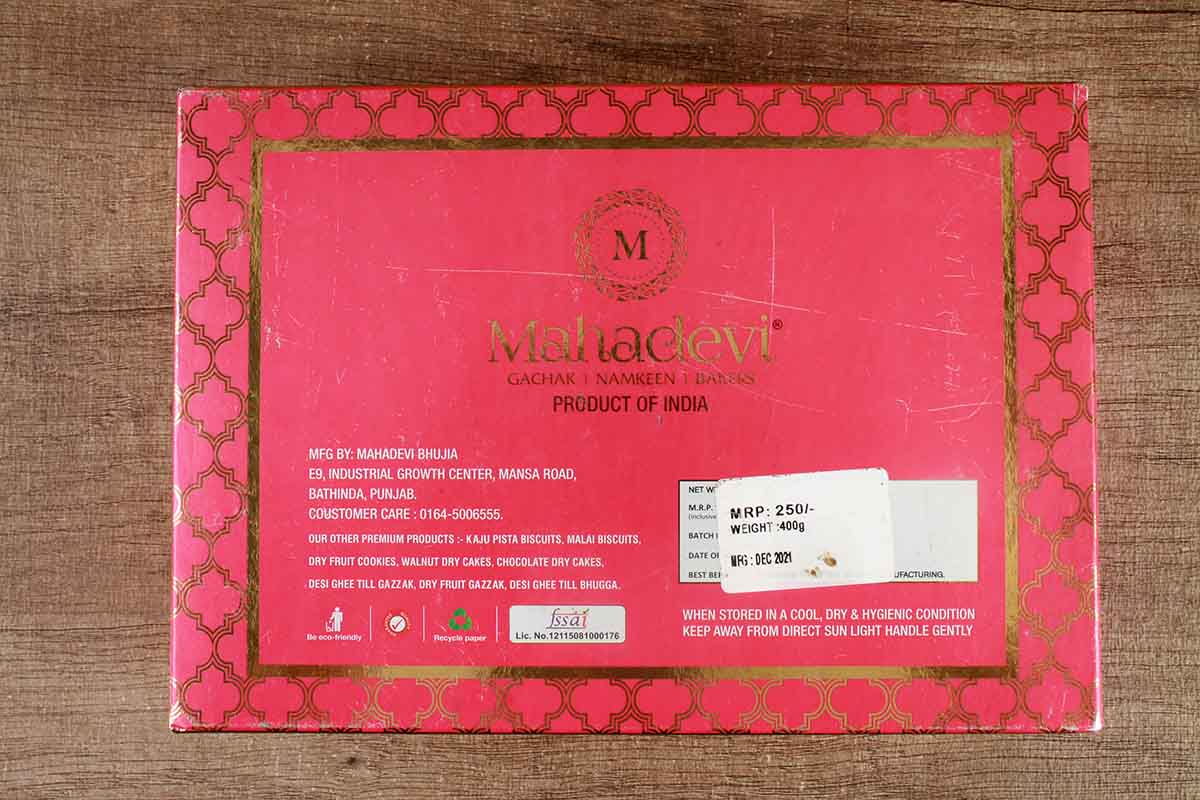 M
Mahadevi®
GACHAK | NAMKEEN | BAKERS
PRODUCT OF INDIA
MFG BY: MAHADEVI BHUJIA
E9, INDUSTRIAL GROWTH CENTER, MANSA ROAD,
BATHINDA, PUNJAB.
COUSTOMER CARE : 0164-5006555.
OUR OTHER PREMIUM PRODUCTS :- KAJU PISTA BISCUITS, MALAI BISCUITS,
DRY FRUIT COOKIES, WALNUT DRY CAKES, CHOCOLATE DRY CAKES,
DESI GHEE TILL GAZZAK, DRY FRUIT GAZZAK, DESI GHEE TILL BHUGGA.
Be eco-friendly
Recycle paper
fssai
Lic. No.12115081000176
NET
M.R.P.
(inclusive
BATCH
DATE
BEST
MRP: 250/-
WEIGHT :400g
MFG : DEC 2021
WHEN STORED IN A COOL, DRY & HYGIENIC CONDITION
KEEP AWAY FROM DIRECT SUN LIGHT HANDLE GENTLY